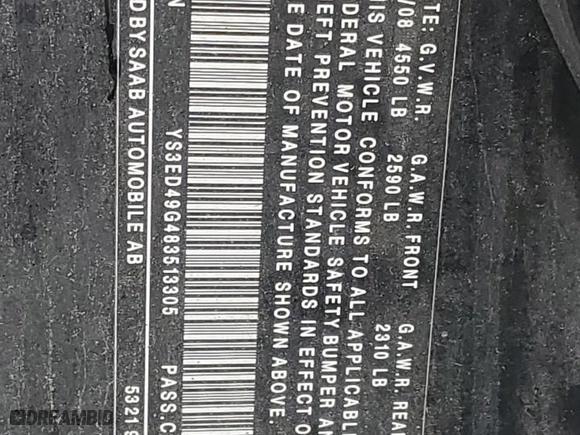 TE: G.V.W.R. G.A.W.R. FRONT G.A.W.R. REA
/08 4550 LB 2590 LB 2310 LB
IS VEHICLE CONFORMS TO ALL APPLICABL
DERAL MOTOR VEHICLE SAFETY BUMPER AN
EFT PREVENTION STANDARDS IN EFFECT O
E DATE OF MANUFACTURE SHOWN ABOVE.
N YS3ED49G483513305 PASS.C
D BY SAAB AUTOMOBILE AB 5321
DREAMBID